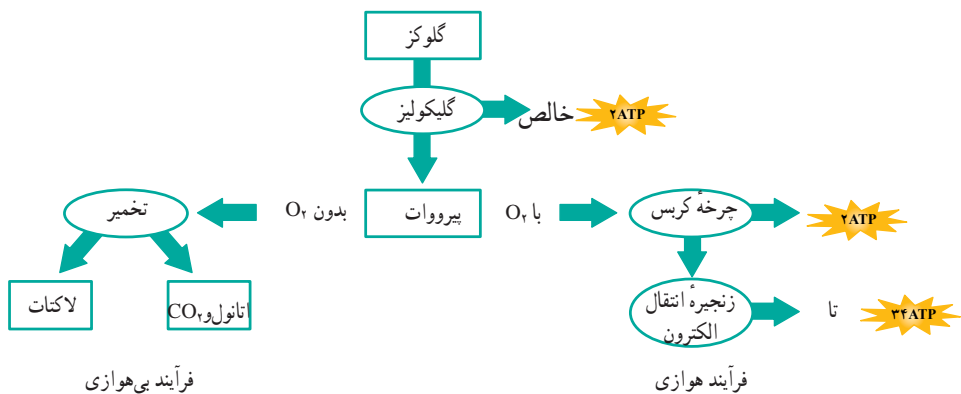 گلوکز
گلیکولیز
خالص
۲ATP
پیرووات
بدون O۲
با O۲
تخمیر
چرخهٔ کربس
۲ATP
لاکتات
اتانول وCO۲
زنجیرهٔ انتقال
الکترون
تا
۳۴ATP
فرآیند بی‌هوازی
فرآیند هوازی